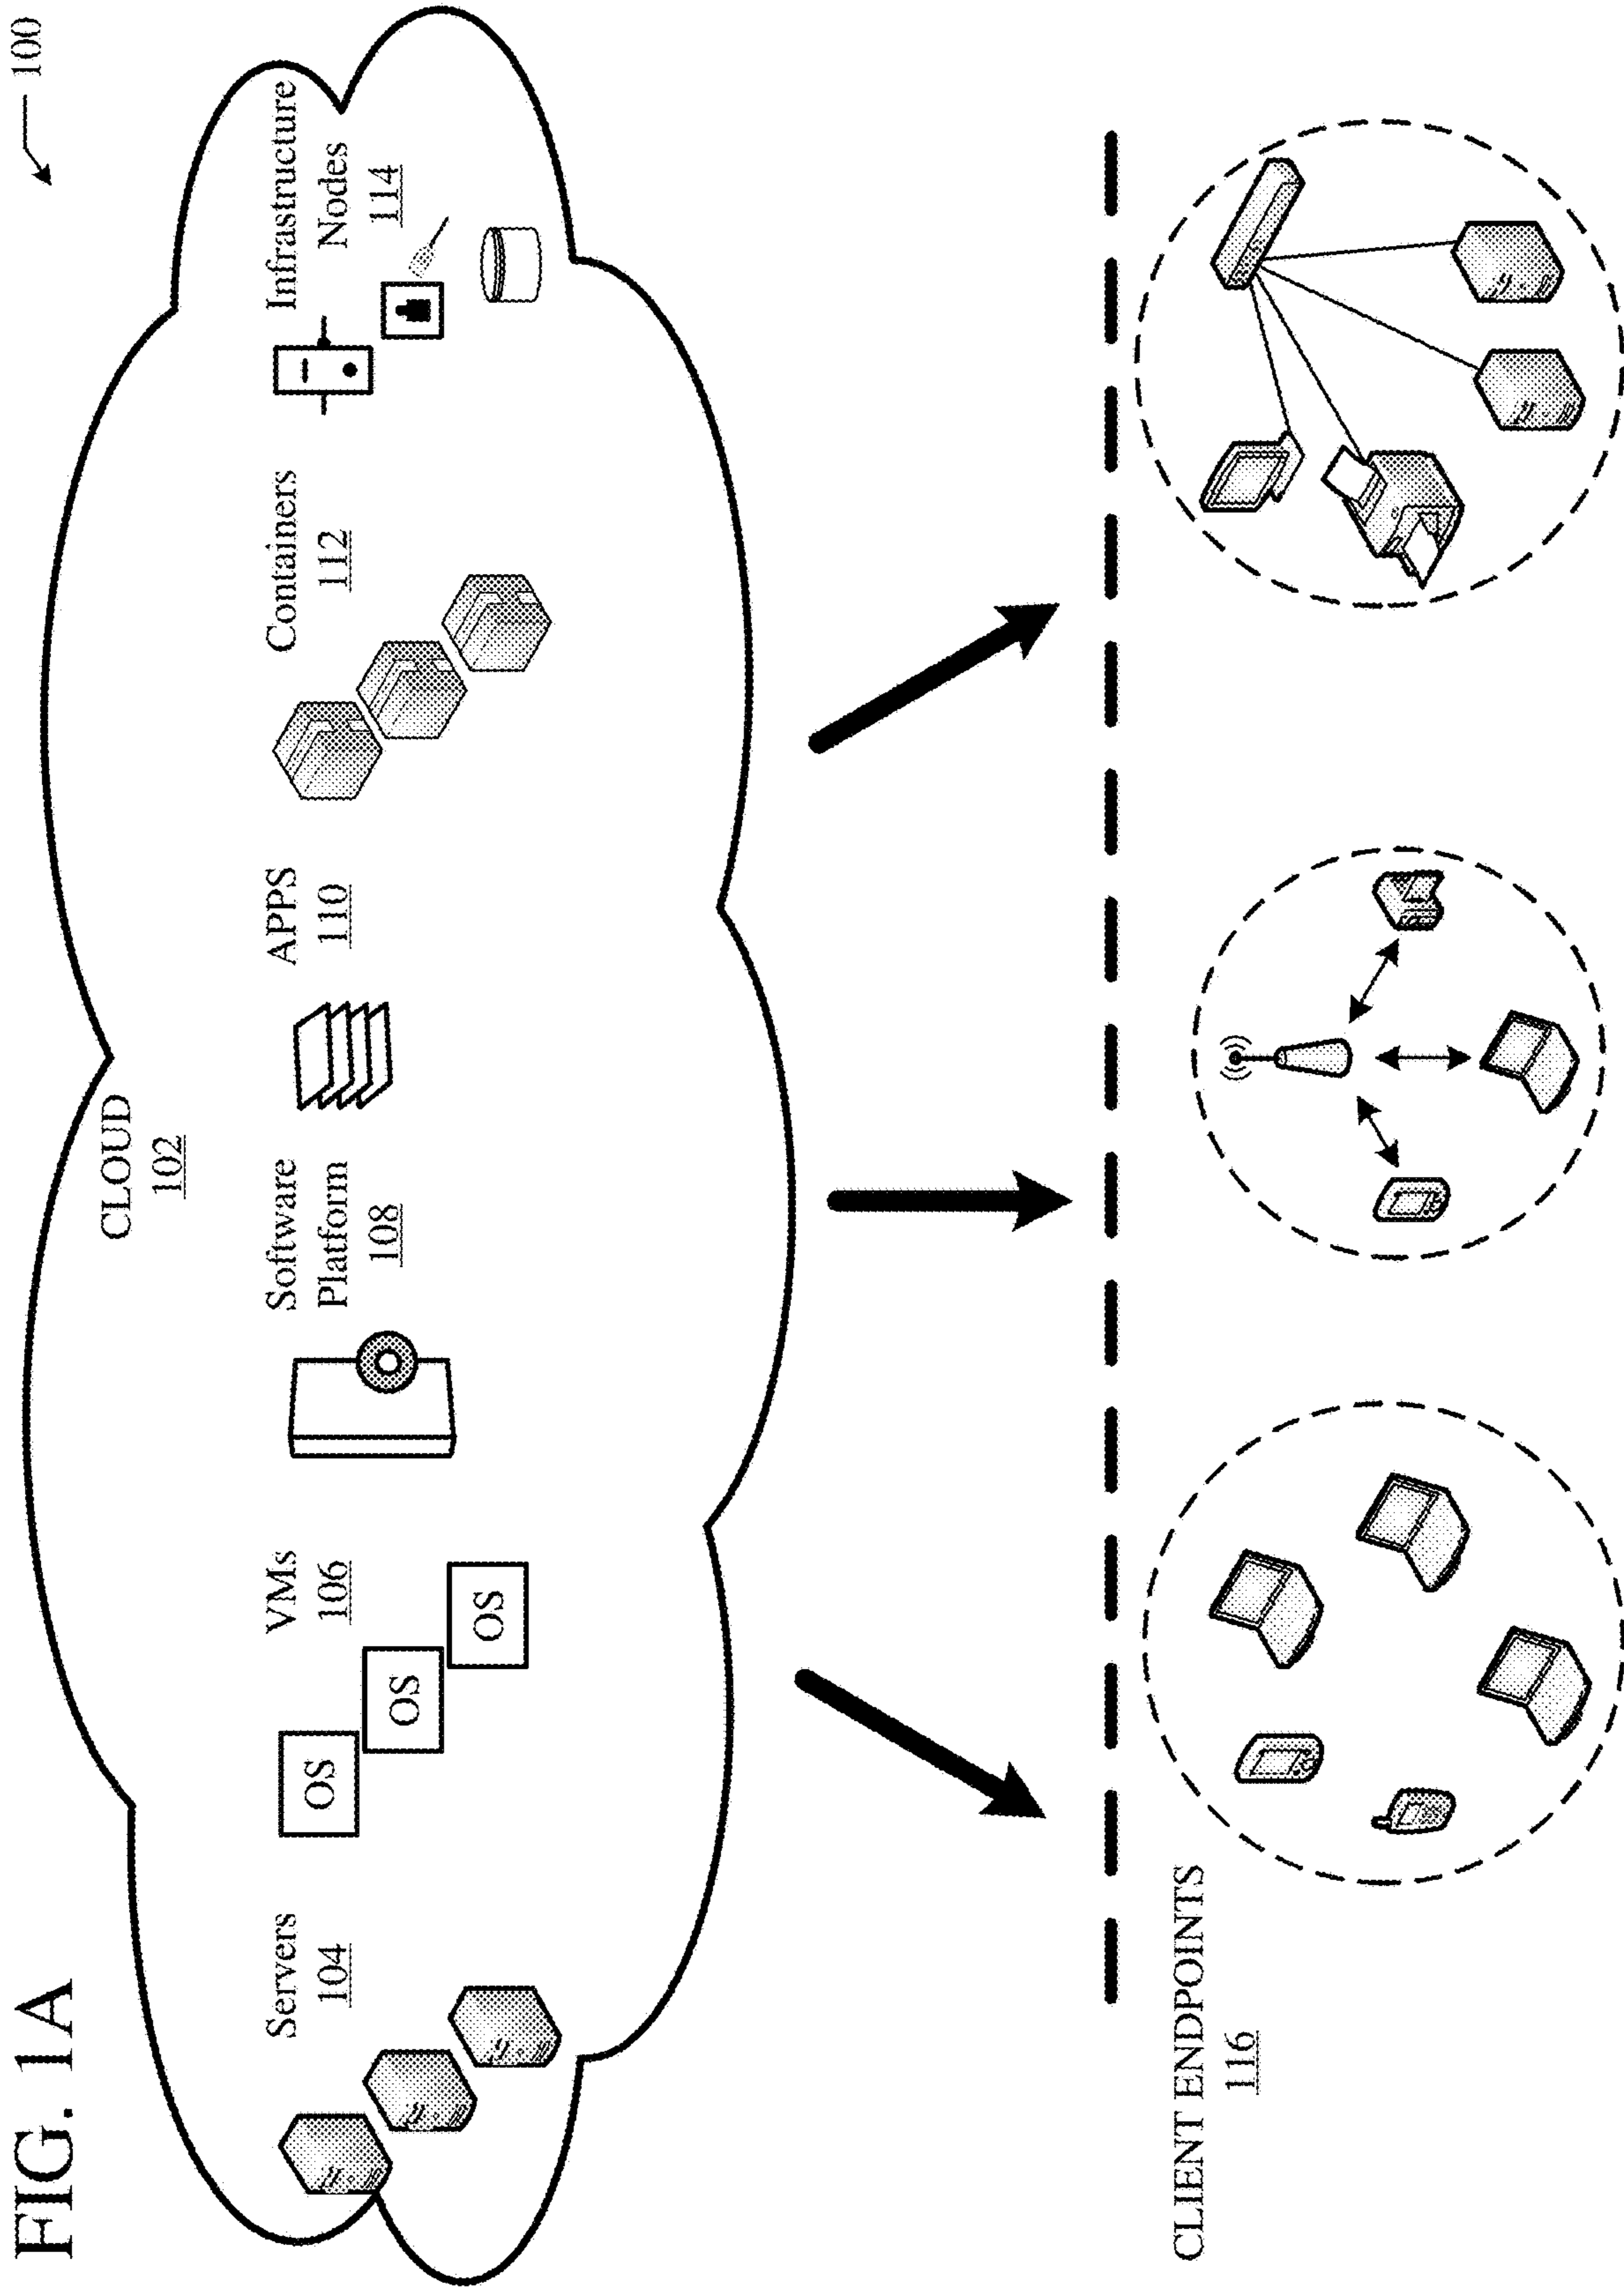 FIG. 1A
100
CLOUD
102
Servers
104
VMs
106
OS
OS
OS
Software
Platform
108
APPS
110
Containers
112
Infrastructure
Nodes
114
CLIENT ENDPOINTS
116